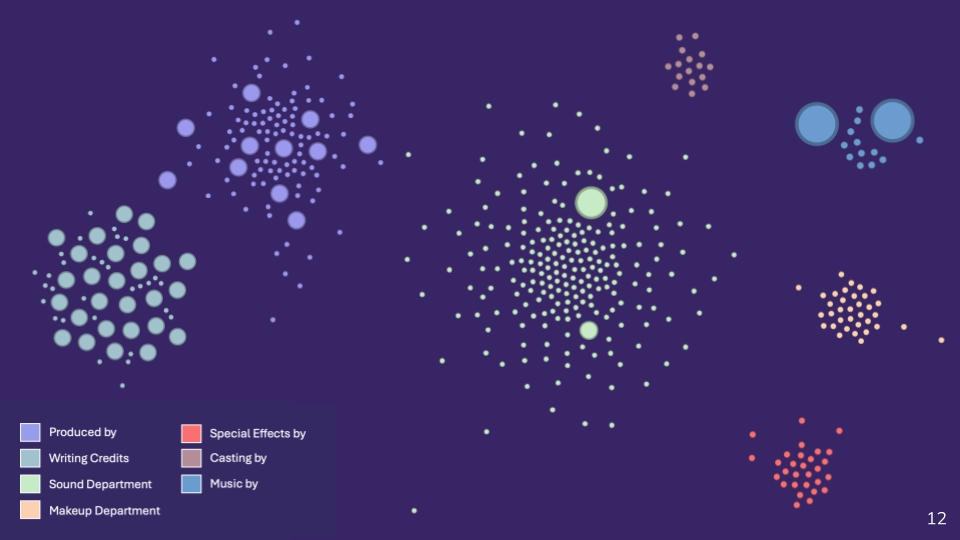 Produced by
Writing Credits
Sound Department
Makeup Department
Special Effects by
Casting by
Music by
12